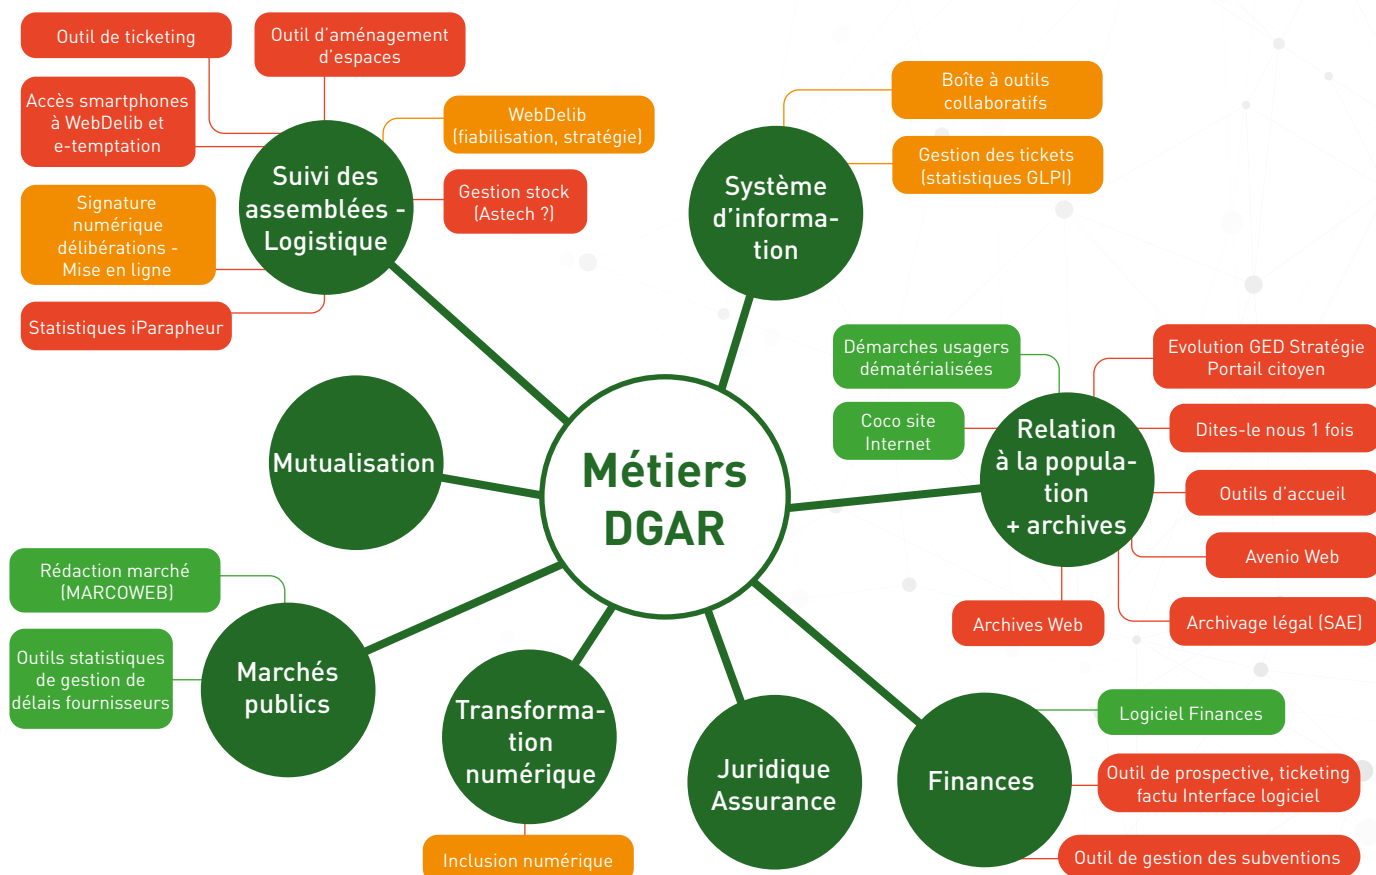 Outil de ticketing
Outil d’aménagement
d’espaces
Accès smartphones
à WebDelib et
e-temptation
WebDelib
(fiabilisation, stratégie)
Signature
numérique
délibérations -
Mise en ligne
Gestion stock
(Astech ?)
Statistiques iParapheur
Suivi des
assemblées -
Logistique
Boîte à outils
collaboratifs
Gestion des tickets
(statistiques GLPI)
Système
d’informa-
tion
Démarches usagers
dématérialisées
Coco site
Internet
Evolution GED Stratégie
Portail citoyen
Dites-le nous 1 fois
Outils d’accueil
Avenio Web
Archivage légal (SAE)
Archives Web
Relation
à la popula-
tion
+ archives
Mutualisation
Métiers
DGAR
Rédaction marché
(MARCOWEB)
Outils statistiques
de gestion de
délais fournisseurs
Marchés
publics
Transforma-
tion
numérique
Inclusion numérique
Juridique
Assurance
Finances
Logiciel Finances
Outil de prospective, ticketing
factu Interface logiciel
Outil de gestion des subventions